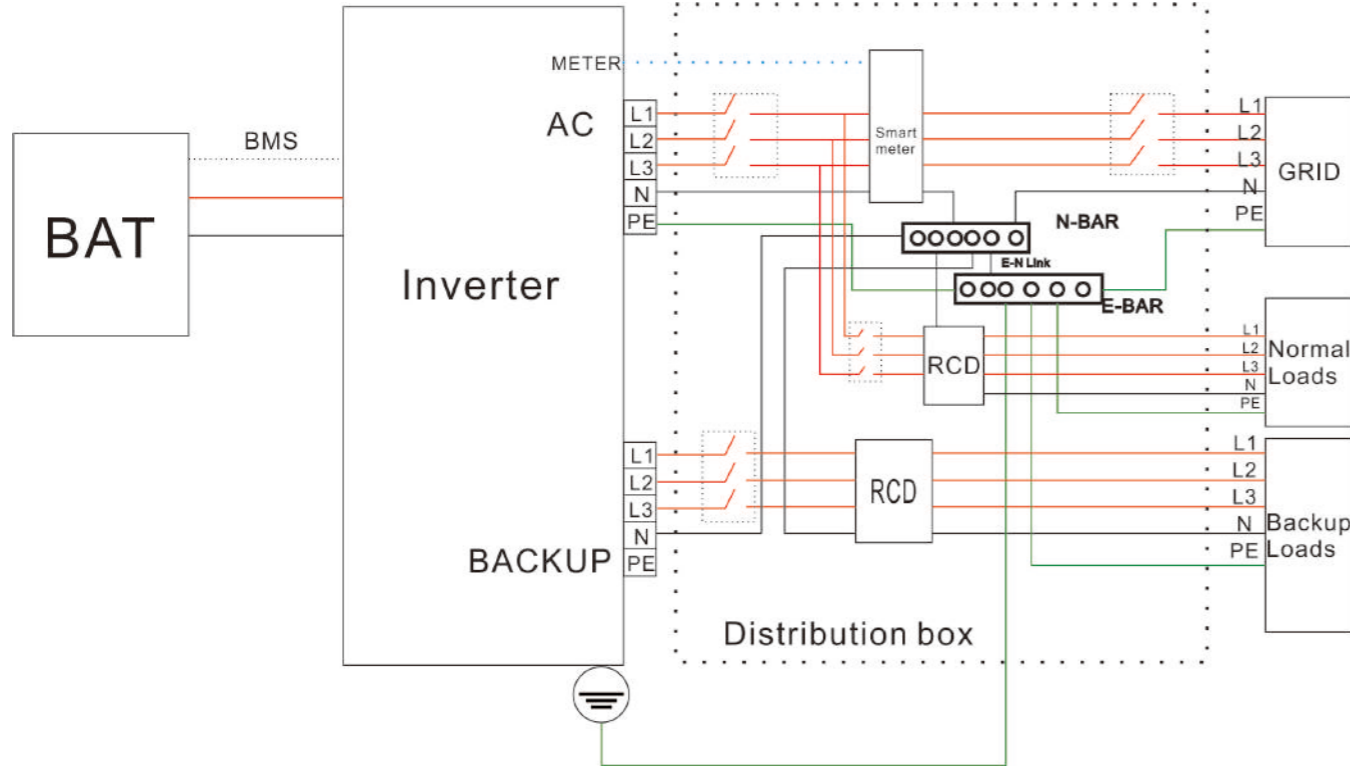 METER
AC
L1
L2
L3
N
PE
BMS
BAT
Inverter
Smart
meter
L1
L2
L3
N
PE
GRID
N-BAR
E-N Link
E-BAR
RCD
L1
L2
L3
N
PE
Normal
Loads
L1
L2
L3
N
PE
BACKUP
RCD
L1
L2
L3
N
PE
Backup
Loads
Distribution box